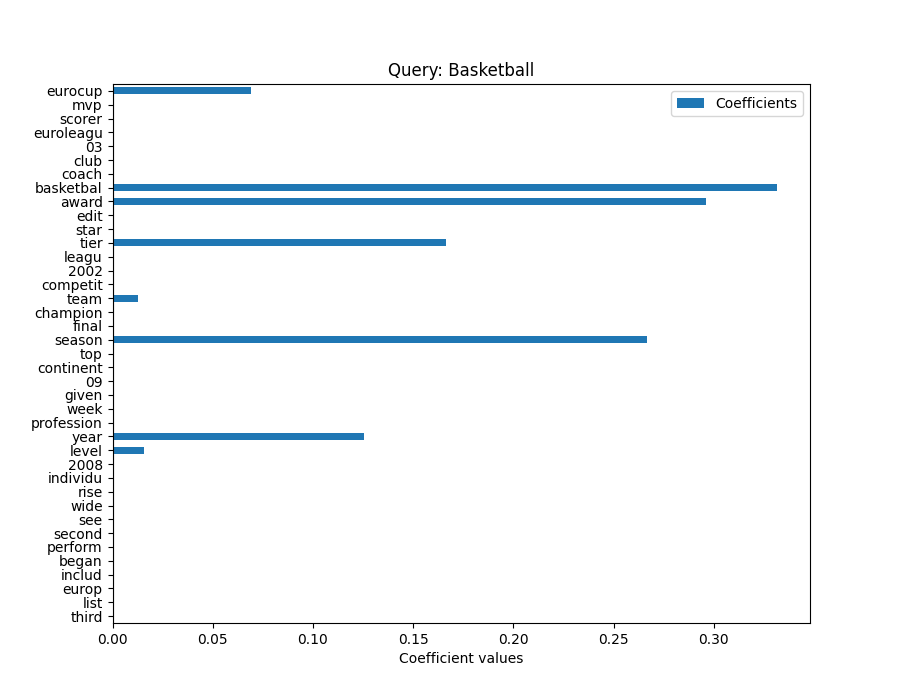 Query: Basketball
Coefficients
eurocup
mvp
scorer
euroleagu
03
club
coach
basketbal
award
edit
star
tier
leagu
2002
competit
team
champion
final
season
top
continent
09
given
week
profession
year
level
2008
individu
rise
wide
see
second
perform
began
includ
europ
list
third
0.00 0.05 0.10 0.15 0.20 0.25 0.30
Coefficient values